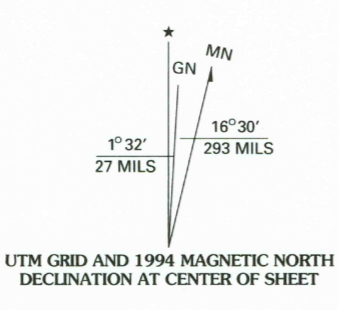 ★
MN
GN
1° 32′
27 MILS
16° 30′
293 MILS
UTM GRID AND 1994 MAGNETIC NORTH
DECLINATION AT CENTER OF SHEET